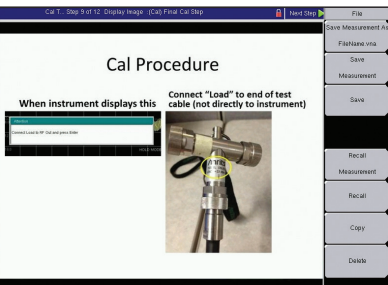 Cal T... Step 9 of 12 Display Image :(Cal) Final Cal Step
Next Step
Cal Procedure
When instrument displays this
Connect "Load" to end of test
cable (not directly to instrument)
Connect Load to RF Out and press Enter
File
Save Measurement As
FileName.vna
Save
Measurement
Save
Recall
Measurement
Recall
Copy
Delete